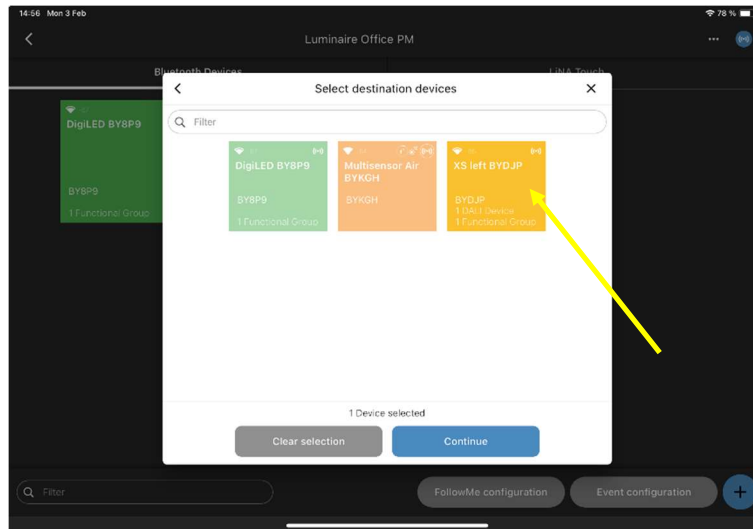 14:56 Mon 3 Feb
78 %
Luminaire Office PM
Bluetooth Devices
LiNA Touch
Select destination devices
Filter
DigiLED BY8P9
BY8P9
1 Functional Group
DigiLED BY8P9
BY8P9
1 Functional Group
Multisensor Air
BYKGH
BYKGH
XS left BYDJP
BYDJP
1 DALI Device
1 Functional Group
1 Device selected
Clear selection
Continue
Filter
FollowMe configuration
Event configuration